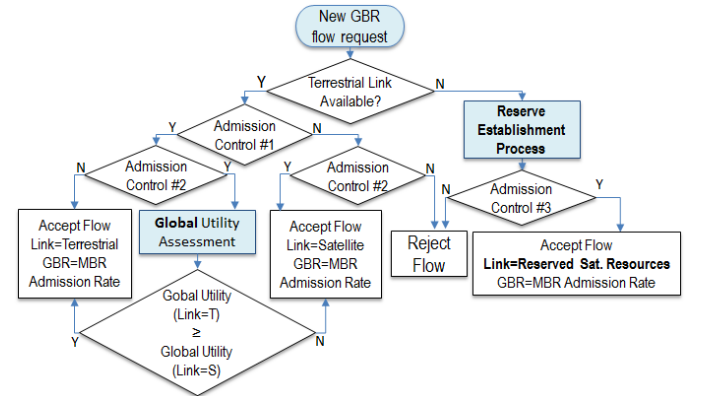 New GBR
flow request
Y
Terrestrial Link
Available?
N
Reserve
Establishment
Process
Y
Admission
Control #1
N
N
Admission
Control #2
Y
Y
Admission
Control #2
N
N
Admission
Control #3
Y
Accept Flow
Link=Terrestrial
GBR=MBR
Admission Rate
Global Utility
Assessment
Accept Flow
Link=Satellite
GBR=MBR
Admission Rate
Reject
Flow
Accept Flow
Link=Reserved Sat. Resources
GBR=MBR Admission Rate
Gobal Utility
(Link=T)
≥
Global Utility
(Link=S)
Y
N